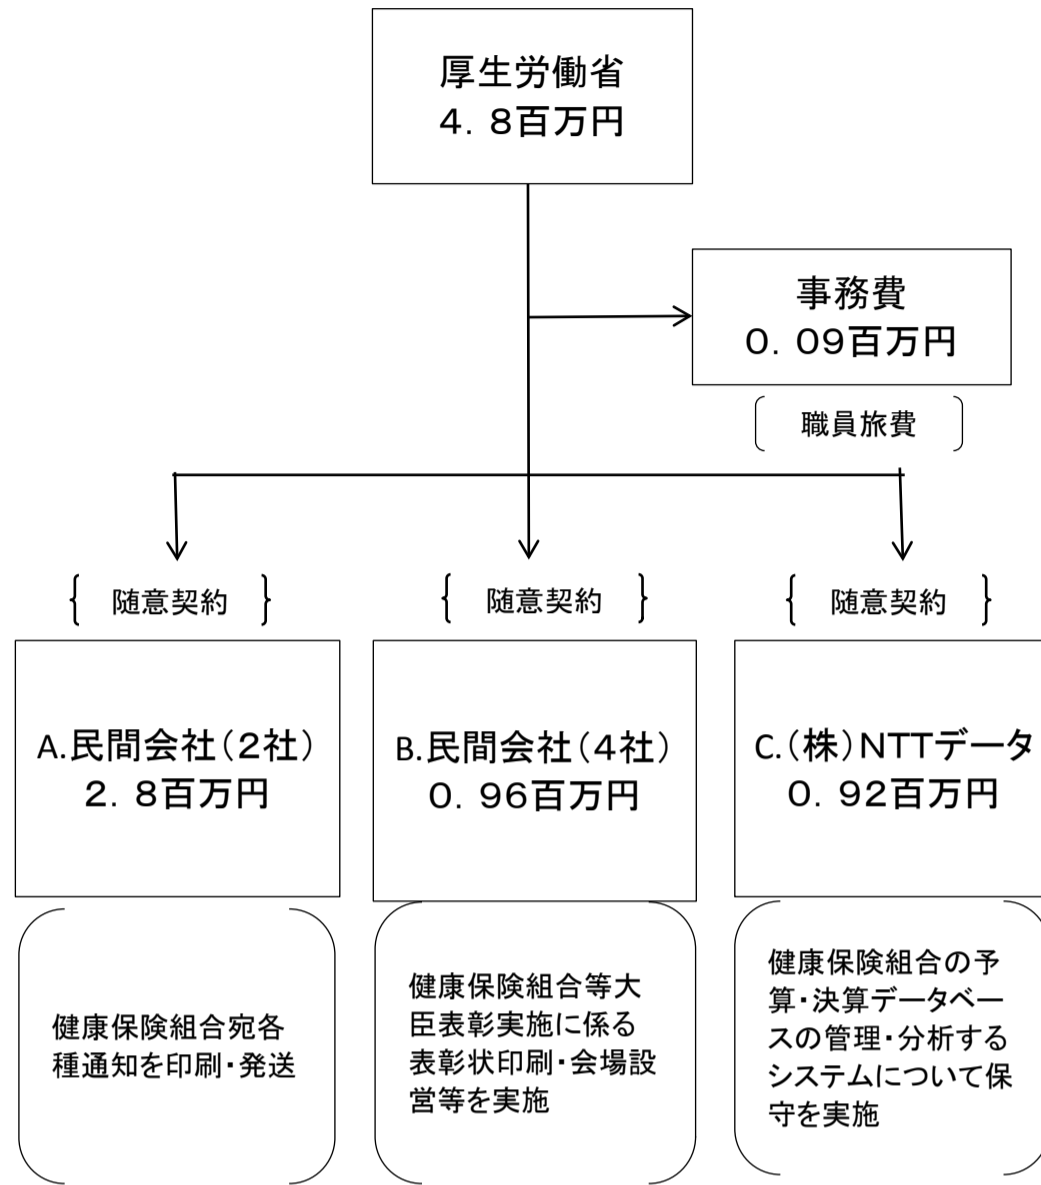 厚生労働省
4．8百万円
事務費
0．09百万円
職員旅費
随意契約
随意契約
随意契約
A.民間会社（2社）
2．8百万円
B.民間会社（4社）
0．96百万円
C.（株）NTTデータ
0．92百万円
健康保険組合宛各
種通知を印刷・発送
健康保険組合等大
臣表彰実施に係る
表彰状印刷・会場設
営等を実施
健康保険組合の予
算・決算データベー
スの管理・分析する
システムについて保
守を実施